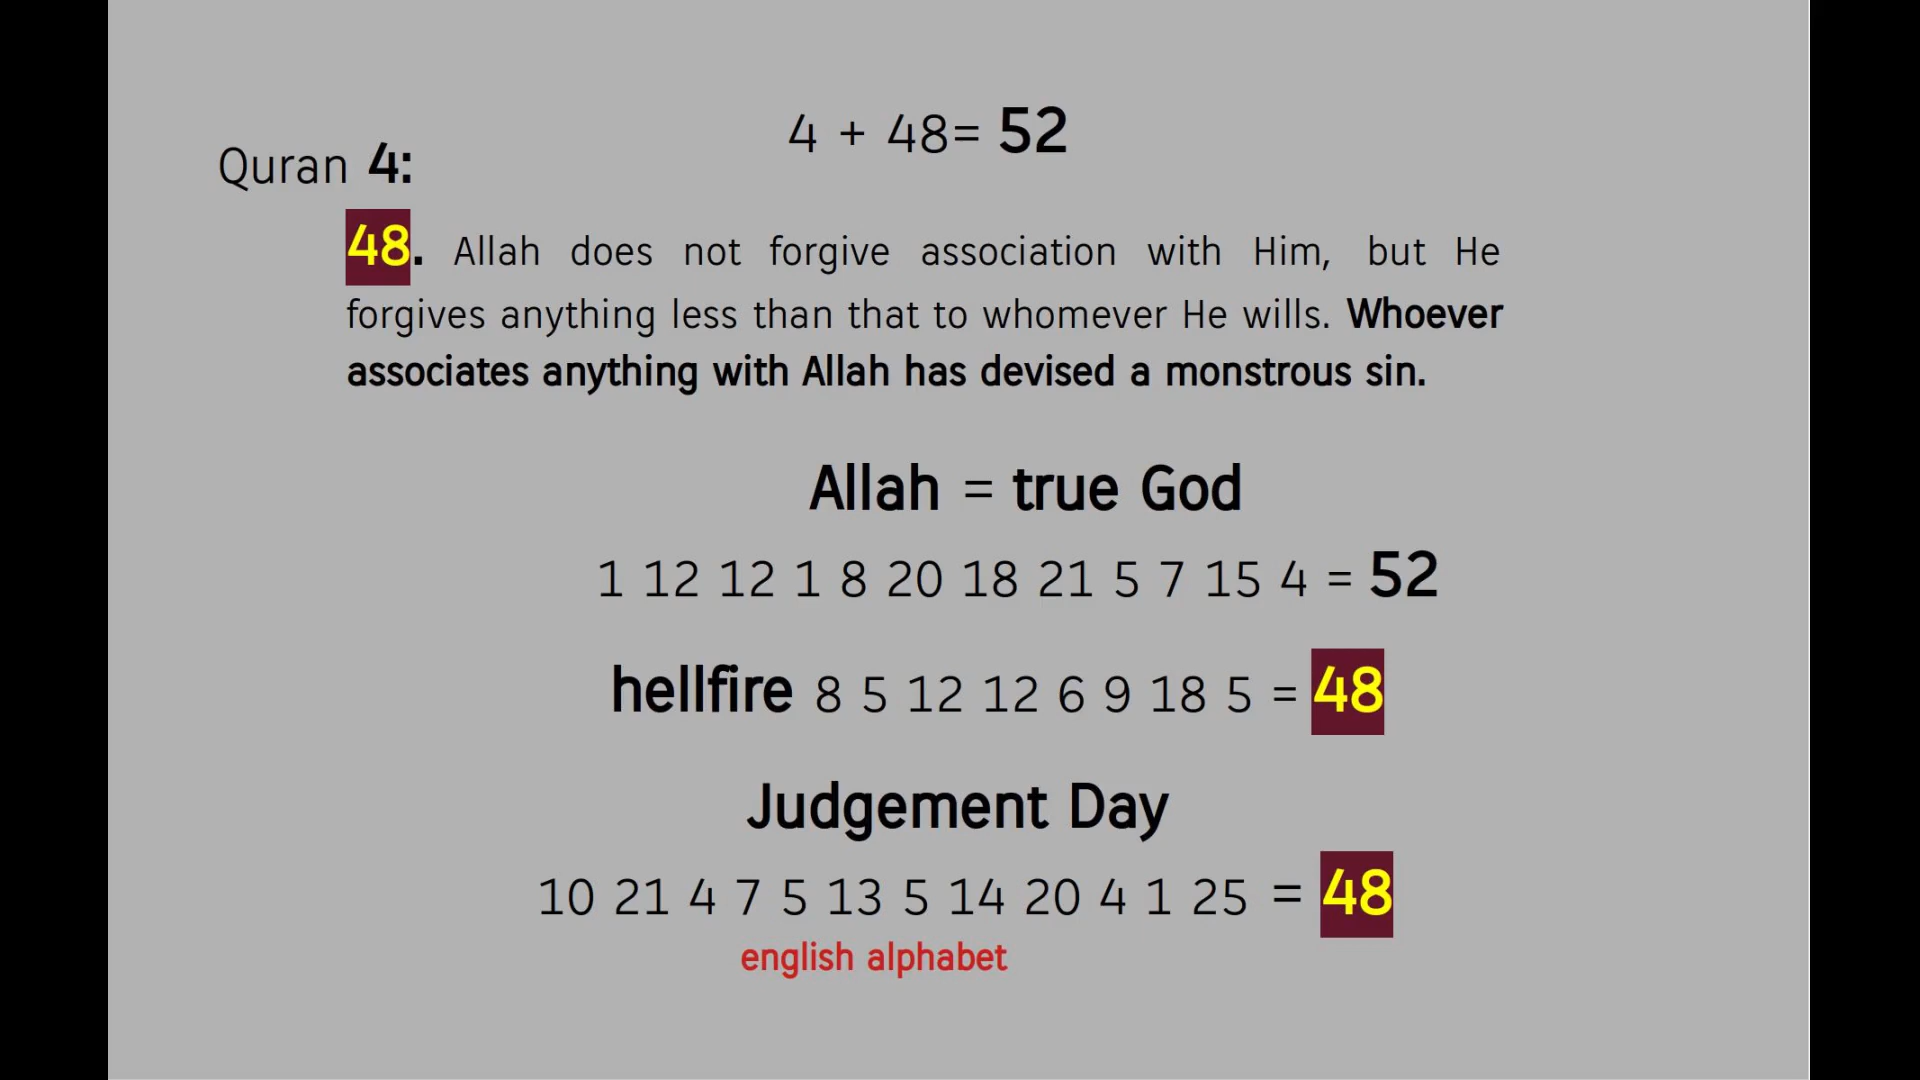 4 + 48= 52
Quran 4:
48. Allah does not forgive association with Him, but He
forgives anything less than that to whomever He wills. Whoever
associates anything with Allah has devised a monstrous sin.
Allah = true God
1 12 12 1 8 20 18 21 5 7 15 4 = 52
hellfire 8 5 12 12 6 9 18 5 = 48
Judgement Day
10 21 4 7 5 13 5 14 20 4 1 25 = 48
english alphabet